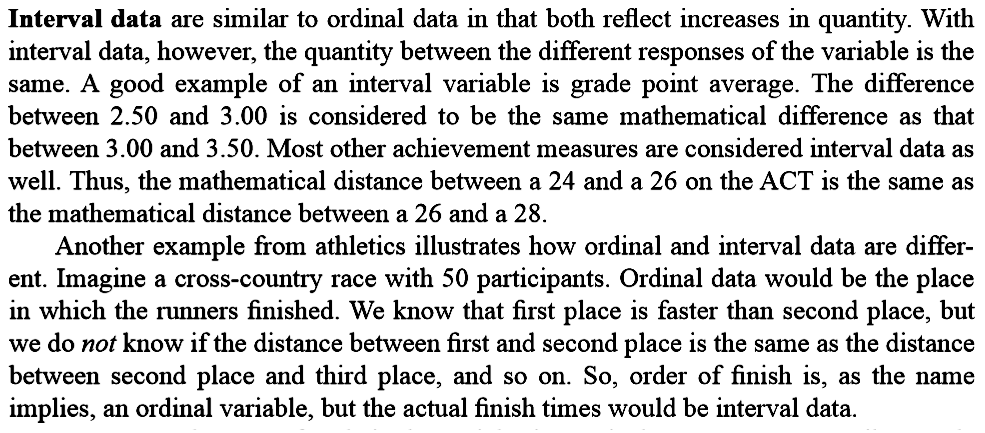 Interval data are similar to ordinal data in that both reflect increases in quantity. With
interval data, however, the quantity between the different responses of the variable is the
same. A good example of an interval variable is grade point average. The difference
between 2.50 and 3.00 is considered to be the same mathematical difference as that
between 3.00 and 3.50. Most other achievement measures are considered interval data as
well. Thus, the mathematical distance between a 24 and a 26 on the ACT is the same as
the mathematical distance between a 26 and a 28.
Another example from athletics illustrates how ordinal and interval data are differ-
ent. Imagine a cross-country race with 50 participants. Ordinal data would be the place
in which the runners finished. We know that first place is faster than second place, but
we do not know if the distance between first and second place is the same as the distance
between second place and third place, and so on. So, order of finish is, as the name
implies, an ordinal variable, but the actual finish times would be interval data.